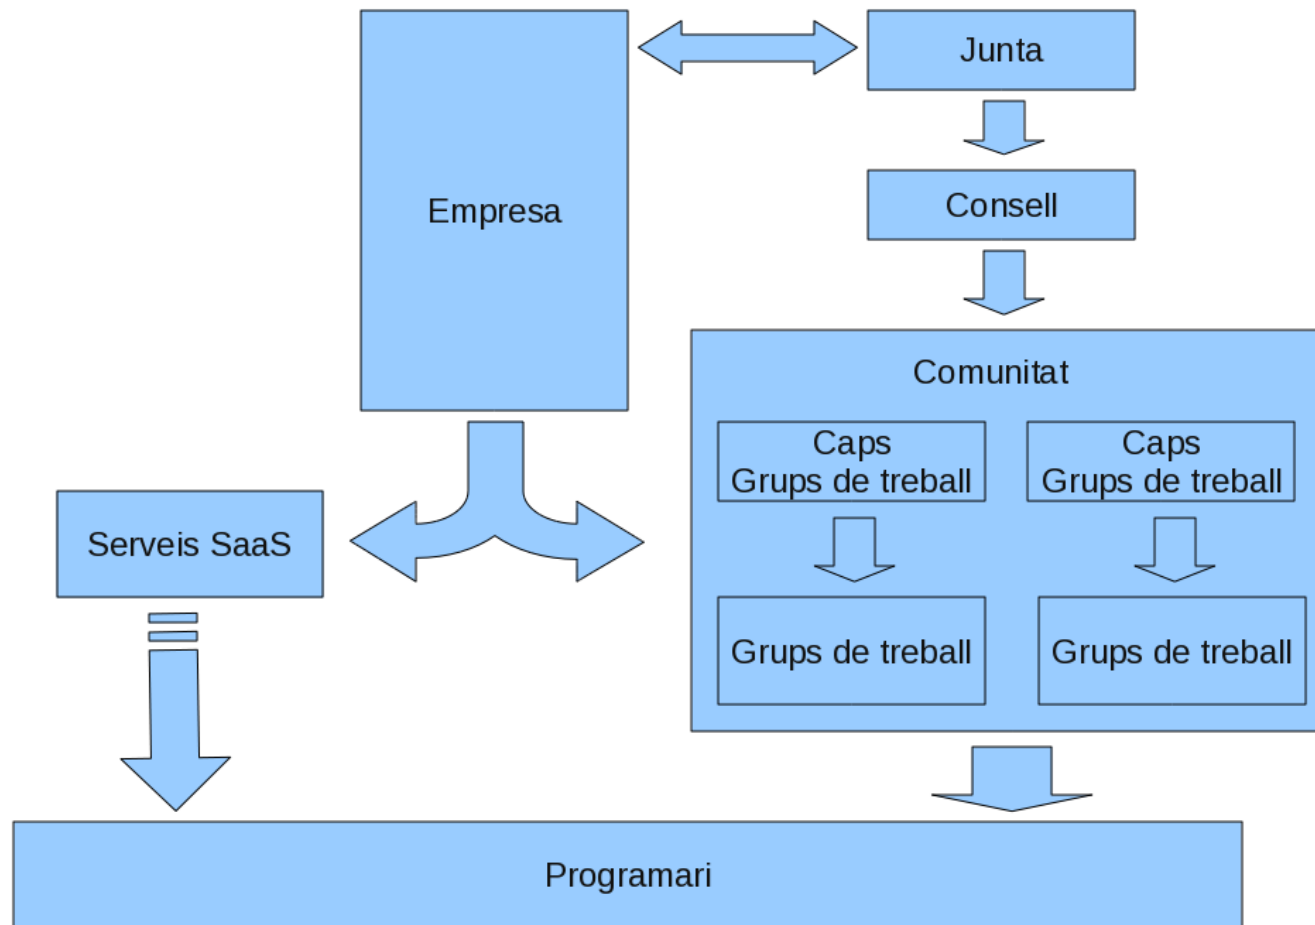 Empresa
Junta
Consell
Comunitat
Caps
Grups de treball
Caps
Grups de treball
Grups de treball
Grups de treball
Serveis SaaS
Programari